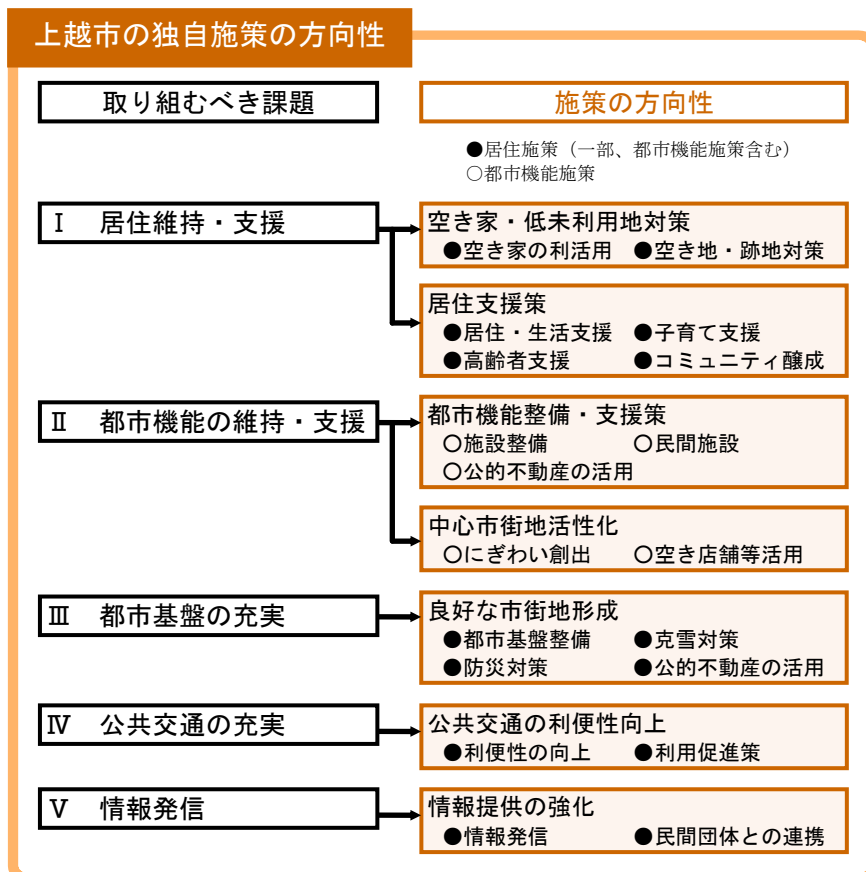 上越市の独自施策の方向性
取り組むべき課題
施策の方向性
●居住施策（一部、都市機能施策含む）
○都市機能施策
Ⅰ 居住維持・支援
空き家・低未利用地対策
●空き家の利活用 ●空き地・跡地対策
居住支援策
●居住・生活支援 ●子育て支援
●高齢者支援 ●コミュニティ醸成
Ⅱ 都市機能の維持・支援
都市機能整備・支援策
○施設整備 ○民間施設
○公的不動産の活用
中心市街地活性化
○にぎわい創出 ○空き店舗等活用
Ⅲ 都市基盤の充実
良好な市街地形成
●都市基盤整備 ●克雪対策
●防災対策 ●公的不動産の活用
Ⅳ 公共交通の充実
公共交通の利便性向上
●利便性の向上 ●利用促進策
Ⅴ 情報発信
情報提供の強化
●情報発信 ●民間団体との連携